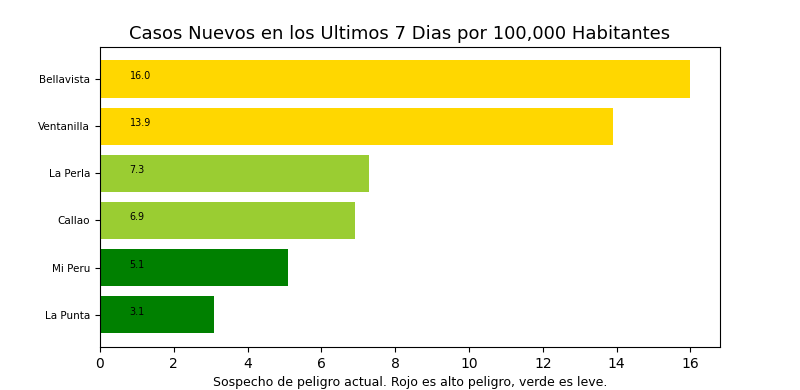 Casos Nuevos en los Ultimos 7 Dias por 100,000 Habitantes
Bellavista 16.0
Ventanilla 13.9
La Perla 7.3
Callao 6.9
Mi Peru 5.1
La Punta 3.1
0 2 4 6 8 10 12 14 16
Sospecho de peligro actual. Rojo es alto peligro, verde es leve.